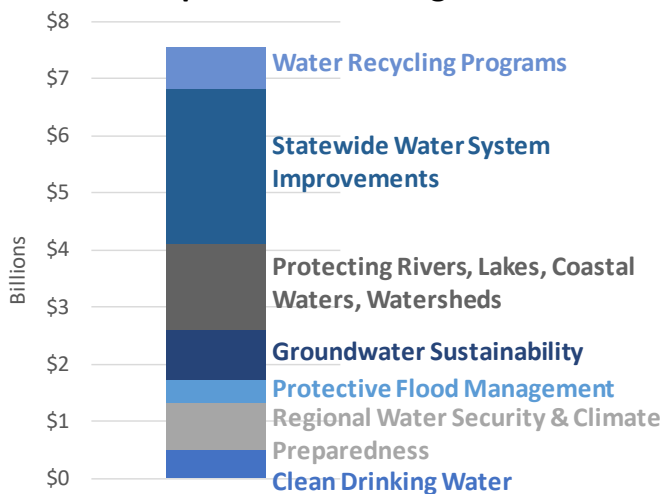 $8
Water Recycling Programs
$7
$6
Statewide Water System
Improvements
$5
$4
Protecting Rivers, Lakes, Coastal
Waters, Watersheds
$3
Billions
Groundwater Sustainability
$2
Protective Flood Management
Regional Water Security & Climate
$1
Preparedness
$0
Clean Drinking Water